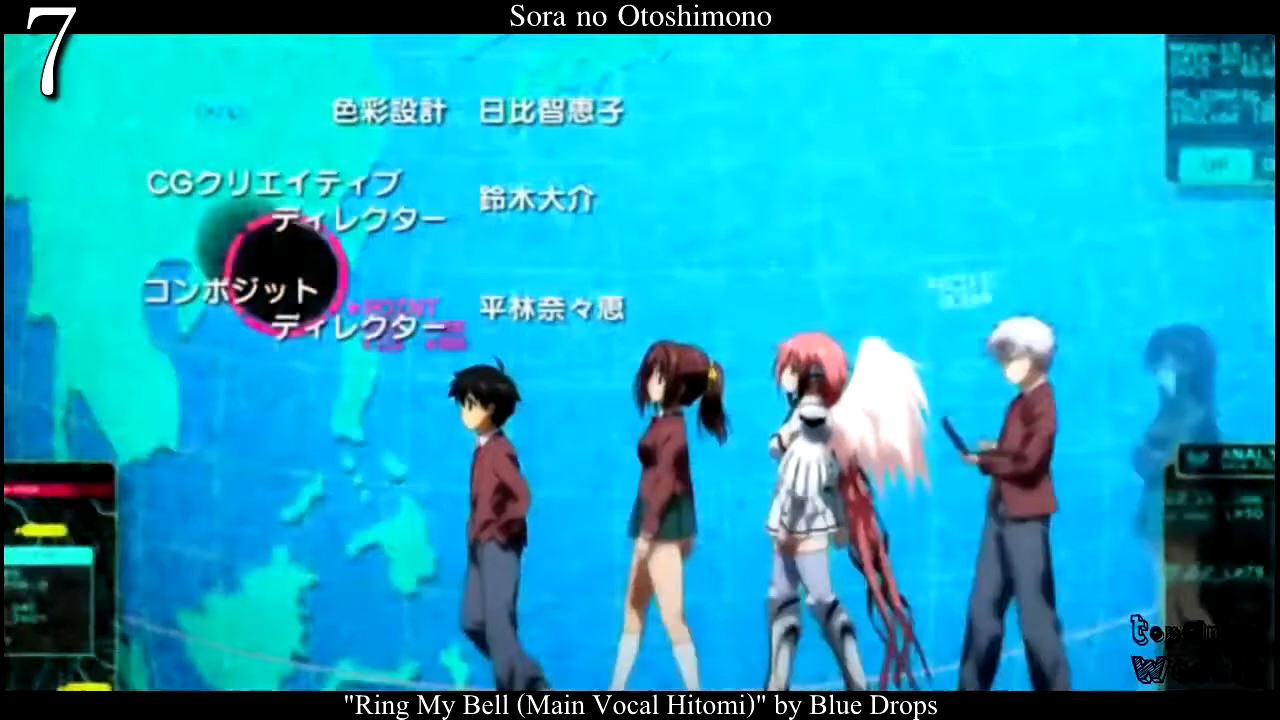 7
Sora no Otoshimono
色彩設計 日比智恵子
CGクリエイティブ
ディレクター 鈴木大介
コンポジット
ディレクター 平林奈々恵
POINT
ANALY
"Ring My Bell (Main Vocal Hitomi)" by Blue Drops